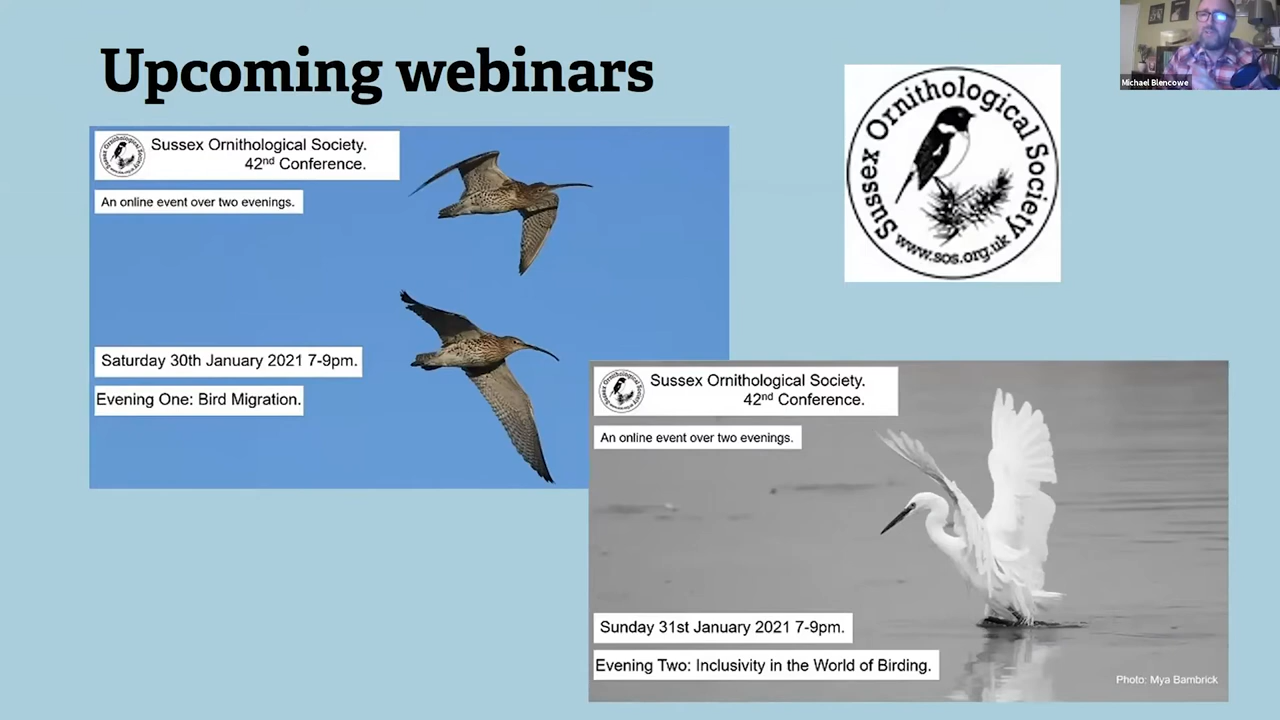 Upcoming webinars
Michael Blencowe
Sussex Ornithological Society
www.sos.org.uk
Sussex Ornithological Society.
42nd Conference.
An online event over two evenings.
Saturday 30th January 2021 7-9pm.
Evening One: Bird Migration.
Sussex Ornithological Society.
42nd Conference.
An online event over two evenings.
Sunday 31st January 2021 7-9pm.
Evening Two: Inclusivity in the World of Birding.
Photo: Mya Bambrick